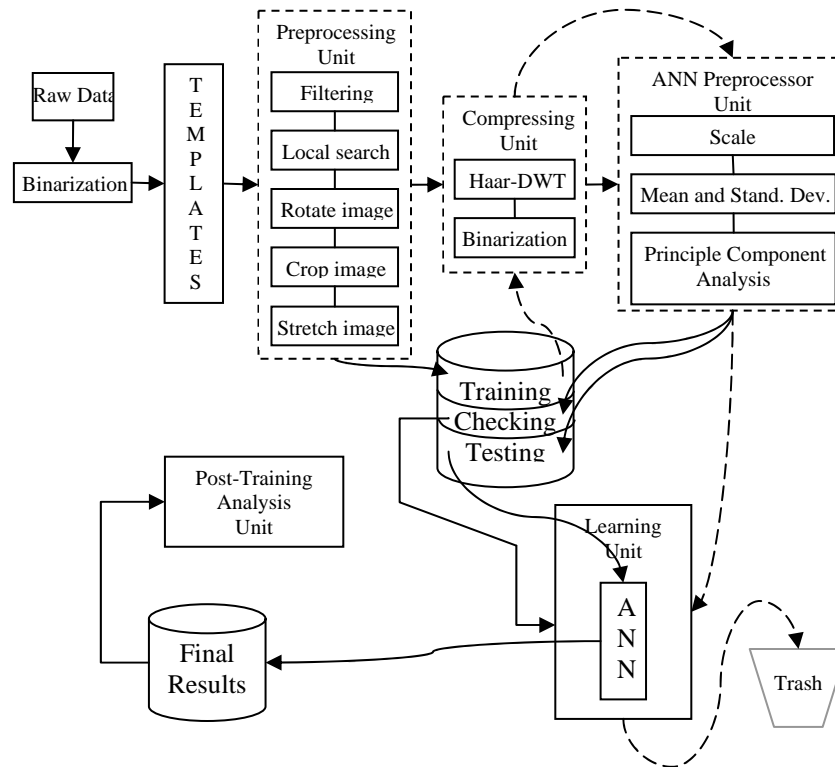 Raw Data
Binarization
T
E
M
P
L
A
T
E
S
Preprocessing
Unit
Filtering
Local search
Rotate image
Crop image
Stretch image
Compressing
Unit
Haar-DWT
Binarization
ANN Preprocessor
Unit
Scale
Mean and Stand. Dev.
Principle Component
Analysis
Training
Checking
Testing
Post-Training
Analysis
Unit
Learning
Unit
A
N
N
Final
Results
Trash